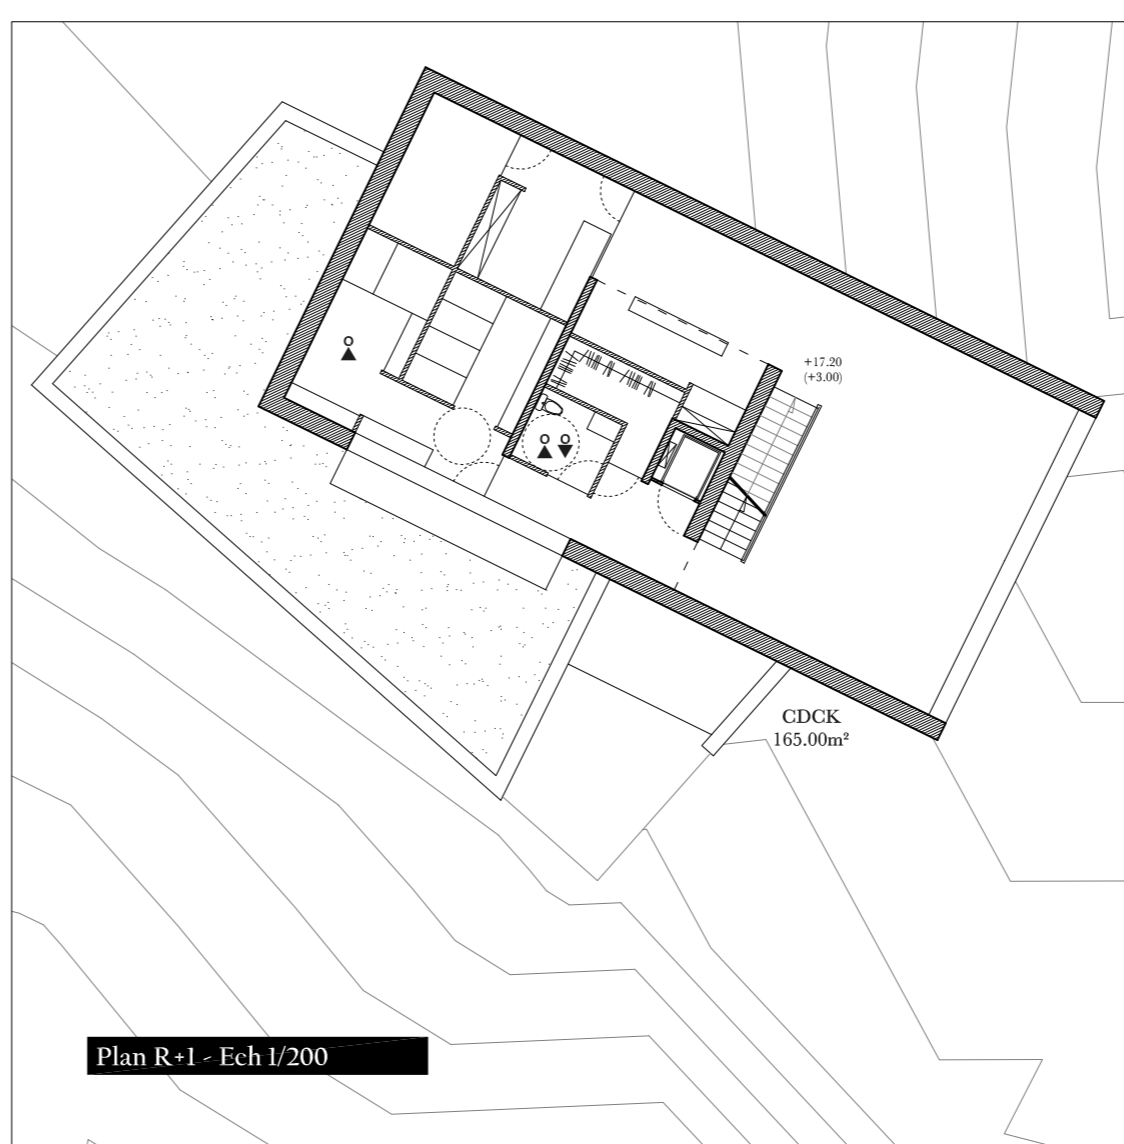 +17.20
(+3.00)
CDCK
165.00m²
Plan R+1 - Ech 1/200